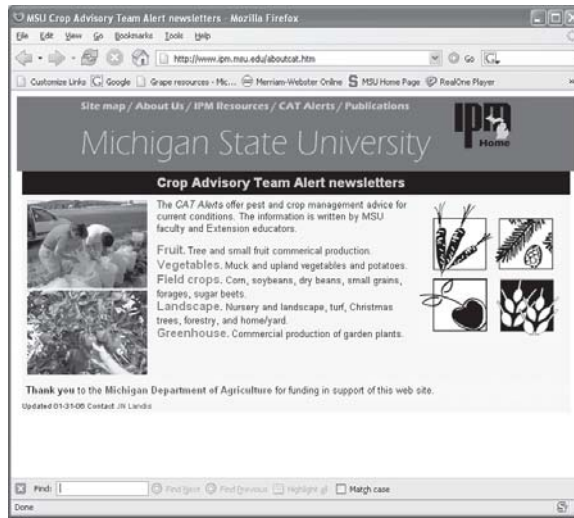 MSU Crop Advisory Team Alert newsletters - Mozilla Firefox
File Edit View Go Bookmarks Tools Help
http://www.ipm.msu.edu/aboutcat.htm Go
Customize Links Google Grape resources - Mic... Merriam-Webster Online MSU Home Page RealOne Player
Site map / About Us / IPM Resources / CAT Alerts / Publications
ipm
Home
Michigan State University
Crop Advisory Team Alert newsletters
The CAT Alerts offer pest and crop management advice for
current conditions. The information is written by MSU
faculty and Extension educators.
Fruit. Tree and small fruit commerical production.
Vegetables. Muck and upland vegetables and potatoes.
Field crops. Corn, soybeans, dry beans, small grains,
forages, sugar beets.
Landscape. Nursery and landscape, turf, Christmas
trees, forestry, and home/yard.
Greenhouse. Commercial production of garden plants.
Thank you to the Michigan Department of Agriculture for funding in support of this web site.
Updated 01-31-06 Contact JN Landis
Find: Find Next Find Previous Highlight all Match case
Done